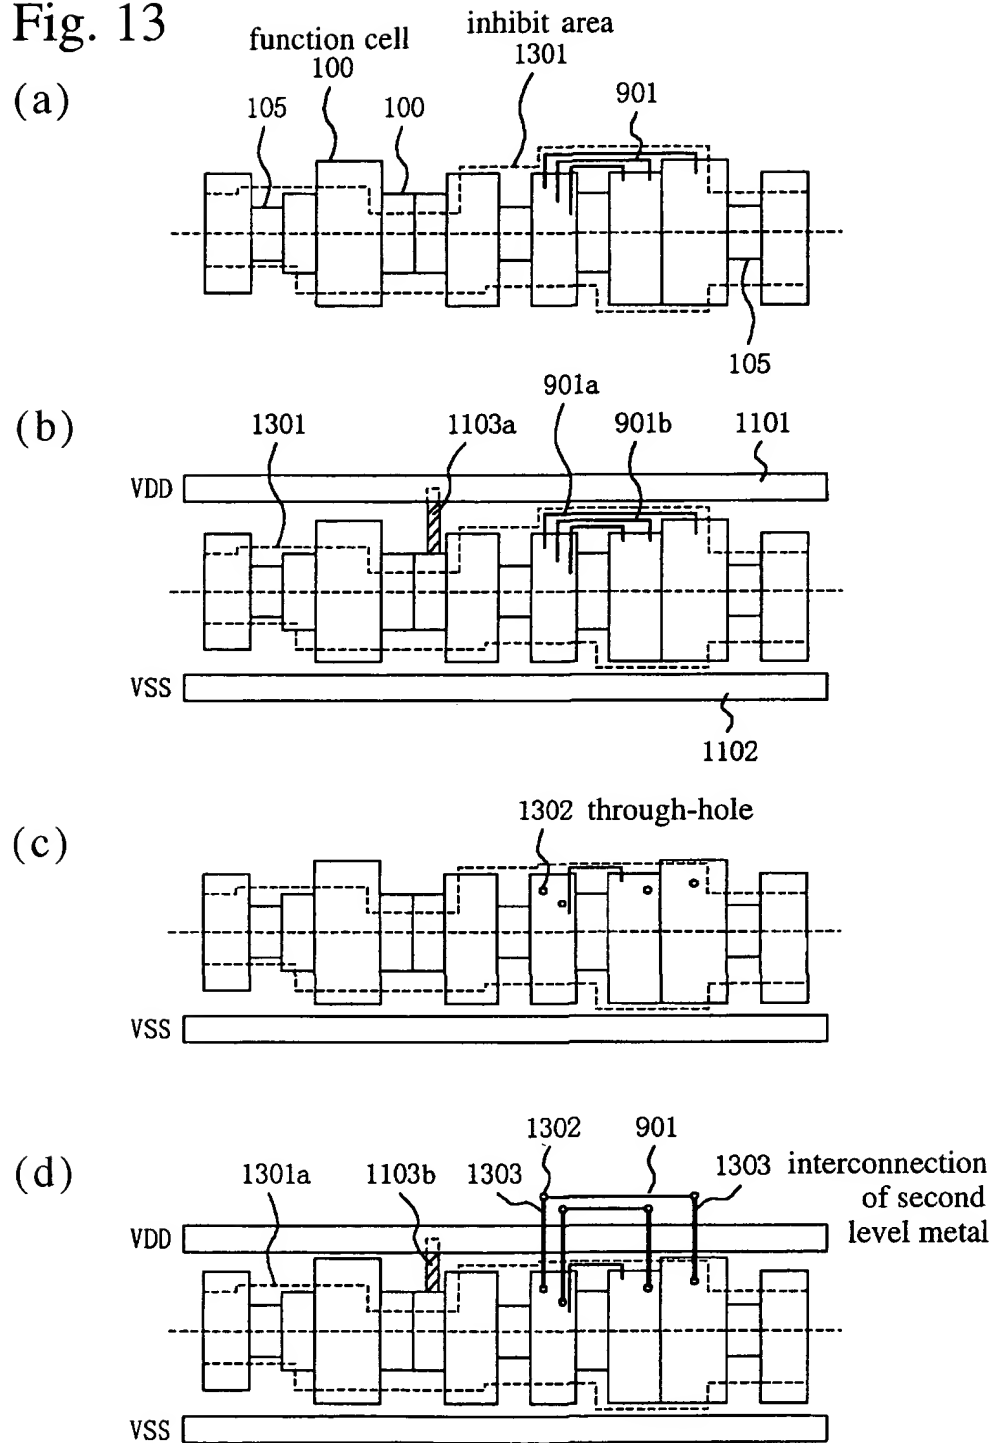 Fig. 13
function cell
100
inhibit area
1301
(a)
105
100
901
105
(b)
1301
1103a
901a
901b
1101
VDD
VSS
1102
(c)
1302 through-hole
VSS
(d)
1301a
1103b
1303
1302
901
1303 interconnection
of second
level metal
VDD
VSS